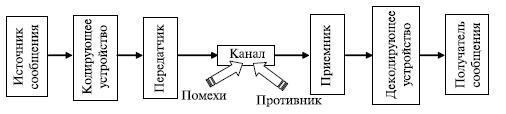 Источник
сообщения
Кодирующее
устройство
Передатчик
Канал
Помехи
Противник
Приемник
Декодирующее
устройство
Получатель
сообщения